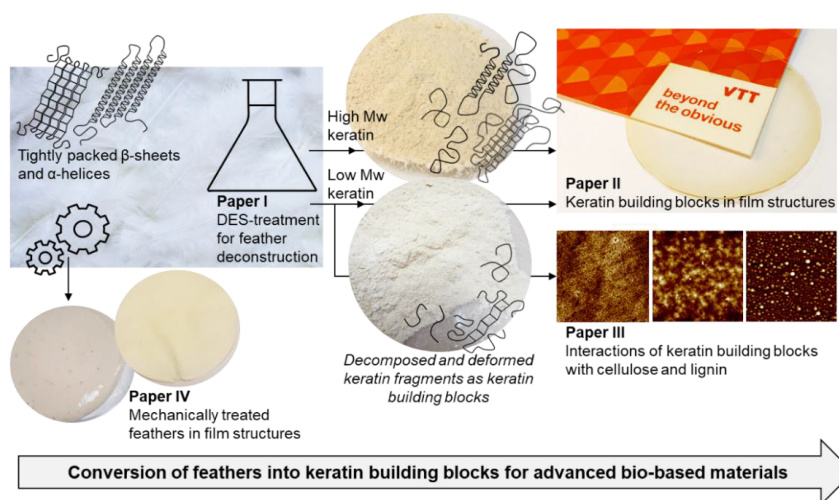 Tightly packed β-sheets
and α-helices
Paper I
DES-treatment
for feather
deconstruction
High Mw
keratin
Low Mw
keratin
VTT
beyond
the obvious
Paper II
Keratin building blocks in film structures
Paper III
Interactions of keratin building blocks
with cellulose and lignin
Decomposed and deformed
keratin fragments as keratin
building blocks
Paper IV
Mechanically treated
feathers in film structures
Conversion of feathers into keratin building blocks for advanced bio-based materials